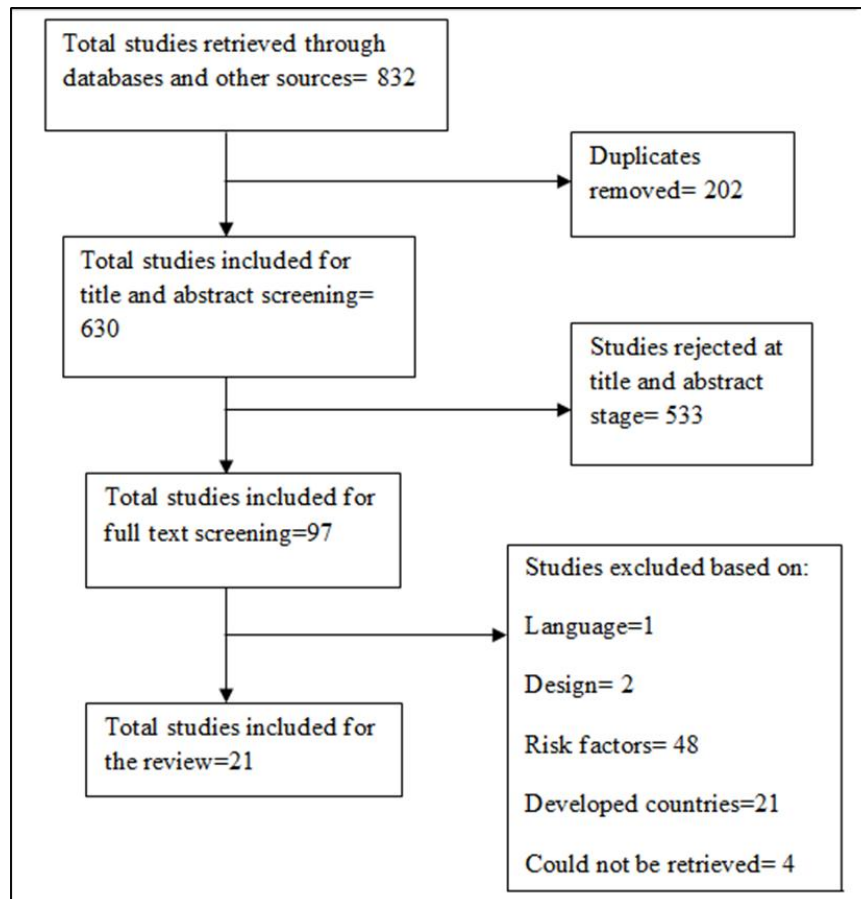 Total studies retrieved through
databases and other sources= 832
Duplicates
removed= 202
Total studies included for
title and abstract screening=
630
Studies rejected at
title and abstract
stage= 533
Total studies included for
full text screening=97
Studies excluded based on:
Language=1
Design= 2
Risk factors= 48
Developed countries=21
Could not be retrieved= 4
Total studies included for
the review=21